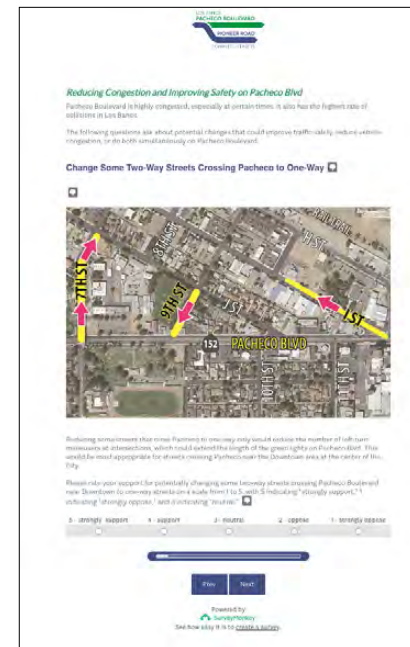 LOS BANOS
PACHECO BOULEVARD
PIONEER ROAD
Reducing Congestion and Improving Safety on Pacheco Blvd
Pacheco Boulevard is highly congested, especially at certain times. It also has the highest rate of
collisions in Los Banos.
The following questions ask about potential changes that could improve traffic safety, reduce vehicle
congestion, or do both simultaneously on Pacheco Boulevard.
Change Some Two-Way Streets Crossing Pacheco to One-Way
RAIL TRAIL
H ST
8TH ST
7TH ST
9TH ST
I ST
I ST
152
PACHECO BLVD
10TH ST
11TH ST
Reducing some streets that cross Pacheco to one-way only would reduce the number of left-turn
maneuvers at intersections, which could extend the length of the green lights on Pacheco Blvd. This
would be most appropriate for streets crossing Pacheco near the Downtown area at the center of the
City.
Please rate your support for potentially changing some two-way streets crossing Pacheco Boulevard
near Downtown to one-way streets on a scale from 1 to 5, with 5 indicating "strongly support," 1
indicating "strongly oppose," and 3 indicating "neutral."
5 - strongly support 4 - support 3 - neutral 2 - oppose 1 - strongly oppose
Prev Next
Powered by
SurveyMonkey
See how easy it is to create a survey.